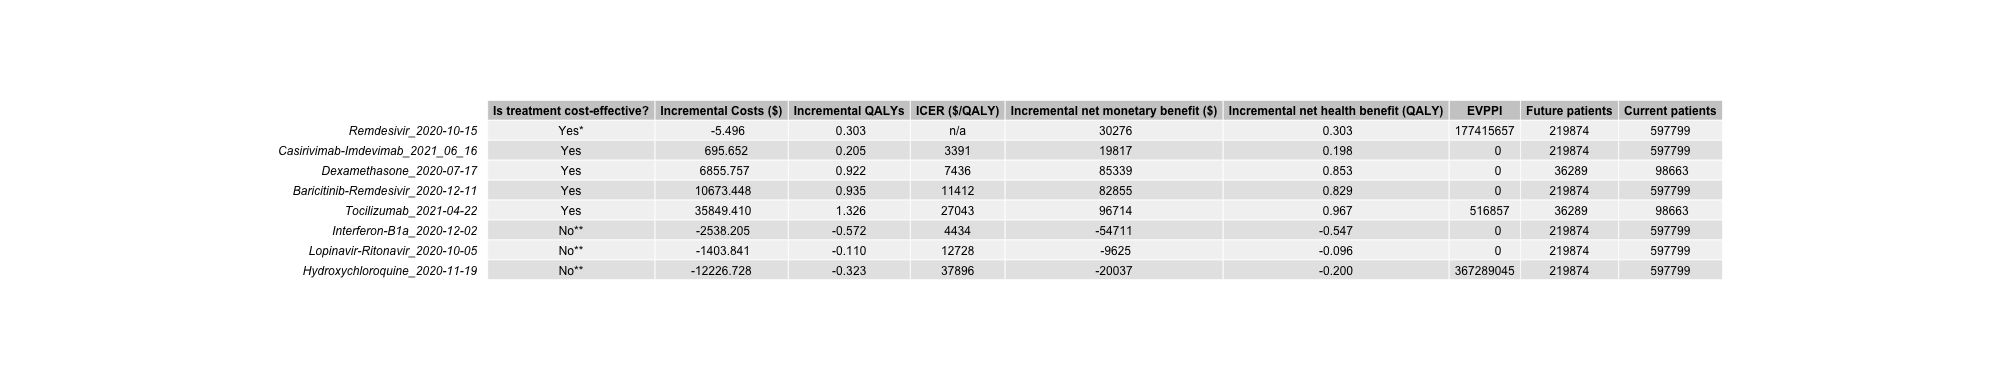 Is treatment cost-effective? Incremental Costs ($) Incremental QALYs ICER ($/QALY) Incremental net monetary benefit ($) Incremental net health benefit (QALY) EVPPI Future patients Current patients
Remdesivir_2020-10-15 Yes* -5.496 0.303 n/a 30276 0.303 177415657 219874 597799
Casirivimab-Imdevimab_2021_06_16 Yes 695.652 0.205 3391 19817 0.198 0 219874 597799
Dexamethasone_2020-07-17 Yes 6855.757 0.922 7436 85339 0.853 0 36289 98663
Baricitinib-Remdesivir_2020-12-11 Yes 10673.448 0.935 11412 82855 0.829 0 219874 597799
Tocilizumab_2021-04-22 Yes 35849.410 1.326 27043 96714 0.967 516857 36289 98663
Interferon-B1a_2020-12-02 No** -2538.205 -0.572 4434 -54711 -0.547 0 219874 597799
Lopinavir-Ritonavir_2020-10-05 No** -1403.841 -0.110 12728 -9625 -0.096 0 219874 597799
Hydroxychloroquine_2020-11-19 No** -12226.728 -0.323 37896 -20037 -0.200 367289045 219874 597799